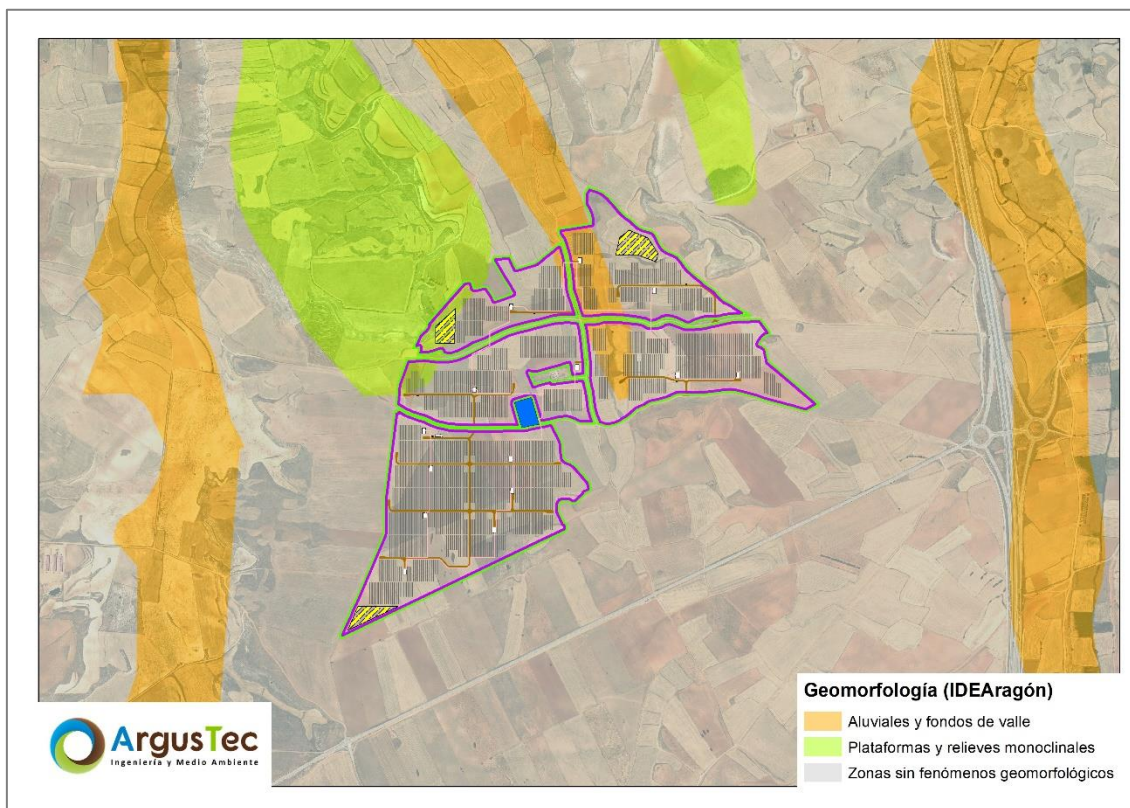 Geomorfología (IDEAragón)
Aluviales y fondos de valle
Plataformas y relieves monoclinales
Zonas sin fenómenos geomorfológicos
ArgusTec
Ingeniería y Medio Ambiente